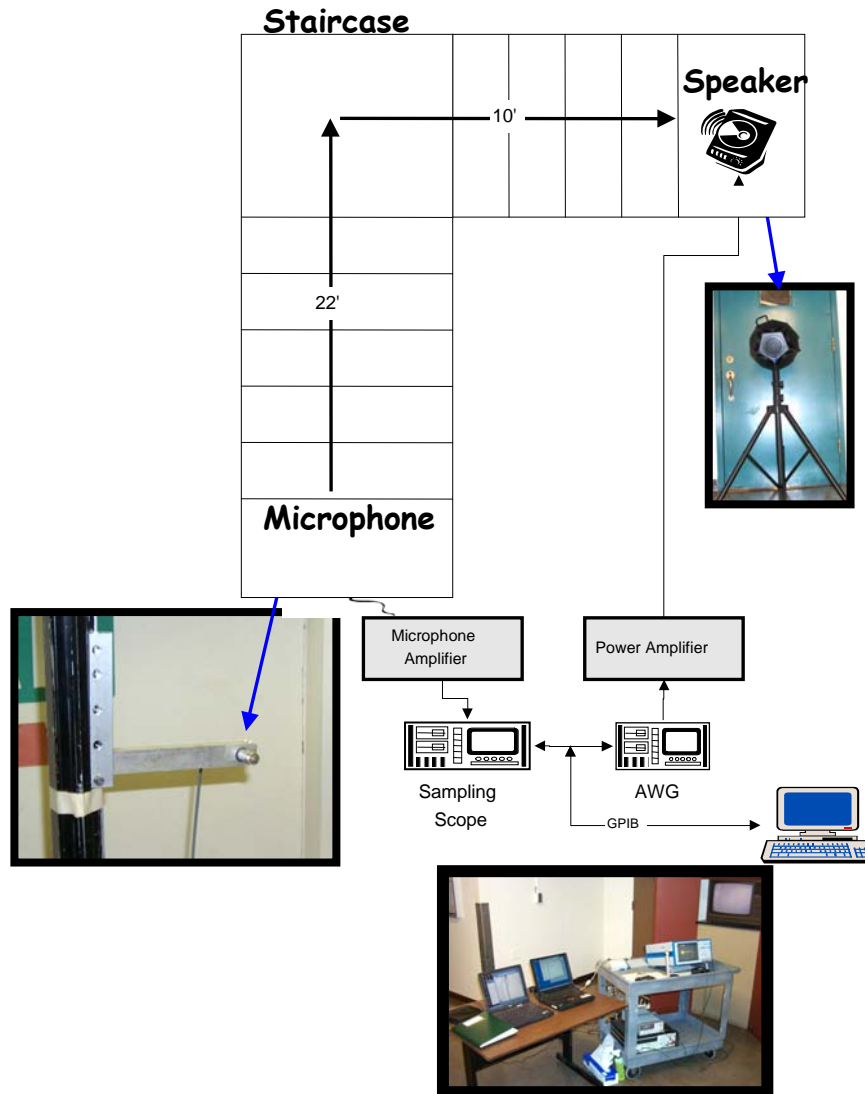 Staircase
Speaker
10'
22'
Microphone
Microphone
Amplifier
Power Amplifier
Sampling
Scope
AWG
GPIB